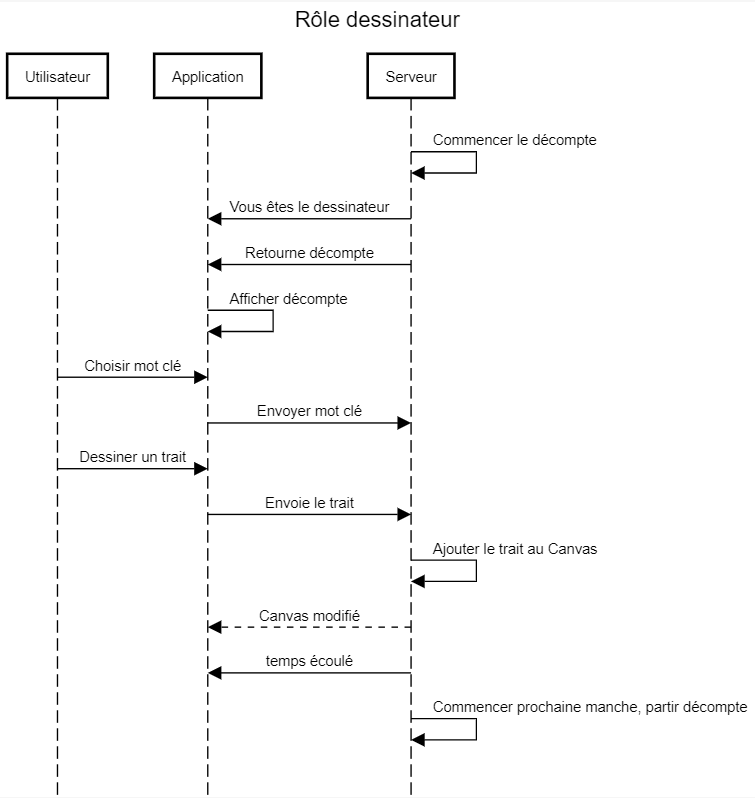 Rôle dessinateur
Utilisateur
Application
Serveur
Commencer le décompte
Vous êtes le dessinateur
Retourne décompte
Afficher décompte
Choisir mot clé
Envoyer mot clé
Dessiner un trait
Envoie le trait
Ajouter le trait au Canvas
Canvas modifié
temps écoulé
Commencer prochaine manche, partir décompte